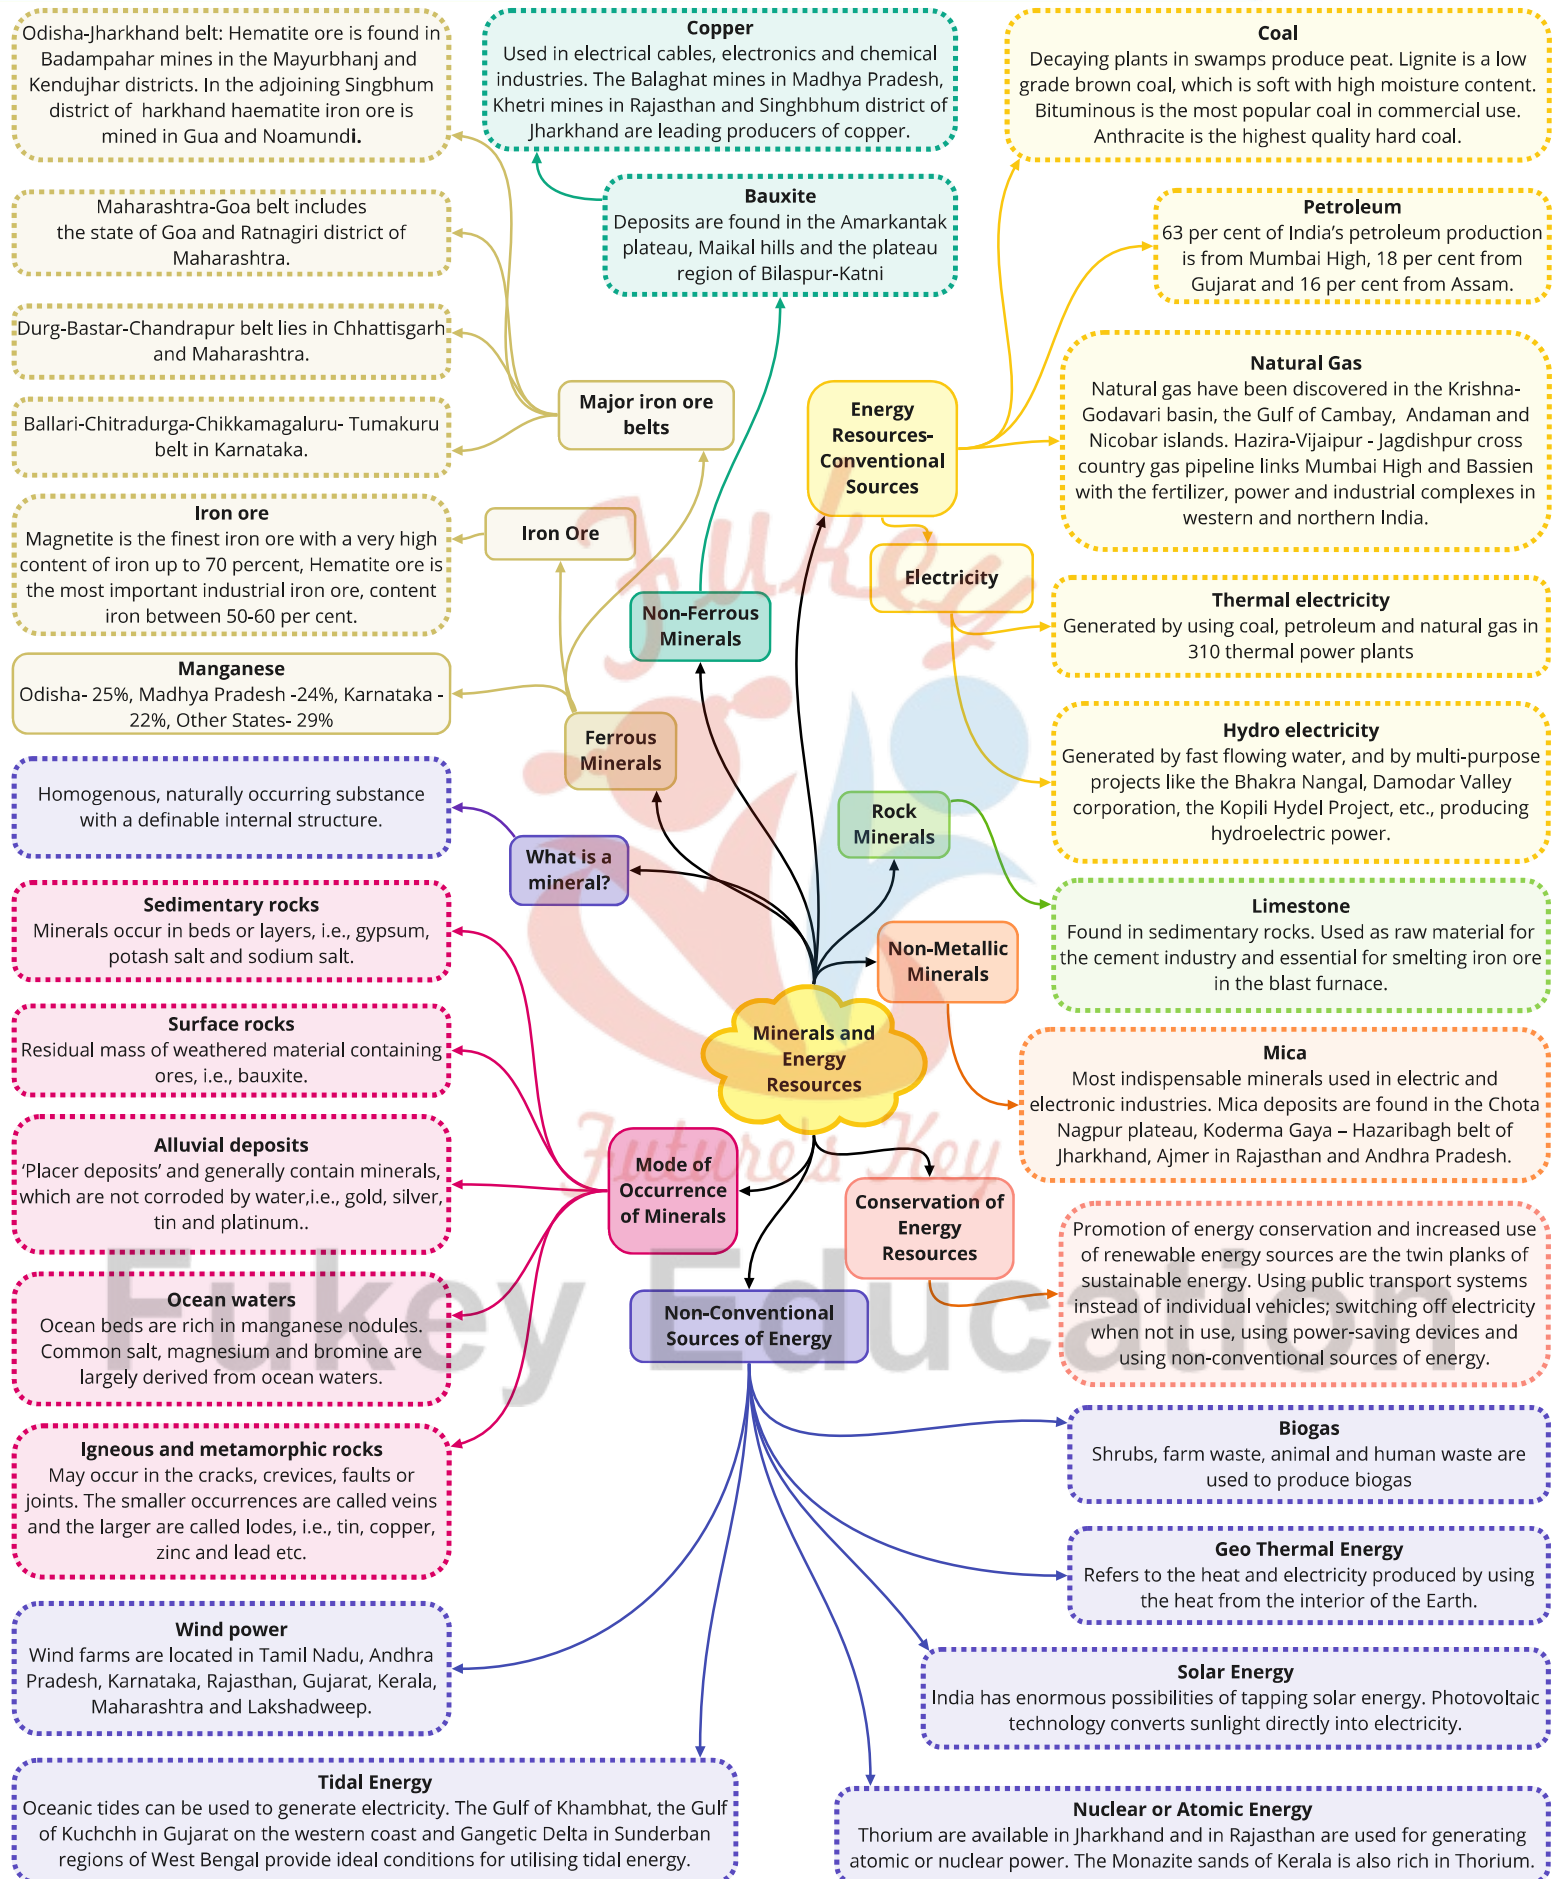 Odisha-Jharkhand belt: Hematite ore is found in
Badampahar mines in the Mayurbhanj and
Kendujhar districts. In the adjoining Singbhum
district of harkhand haematite iron ore is
mined in Gua and Noamundi.
Maharashtra-Goa belt includes
the state of Goa and Ratnagiri district of
Maharashtra.
Durg-Bastar-Chandrapur belt lies in Chhattisgarh
and Maharashtra.
Ballari-Chitradurga-Chikkamagaluru- Tumakuru
belt in Karnataka.
Major iron ore
belts
Iron ore
Magnetite is the finest iron ore with a very high
content of iron up to 70 percent, Hematite ore is
the most important industrial iron ore, content
iron between 50-60 per cent.
Iron Ore
Manganese
Odisha- 25%, Madhya Pradesh -24%, Karnataka -
22%, Other States- 29%
Ferrous
Minerals
Copper
Used in electrical cables, electronics and chemical
industries. The Balaghat mines in Madhya Pradesh,
Khetri mines in Rajasthan and Singhbhum district of
Jharkhand are leading producers of copper.
Bauxite
Deposits are found in the Amarkantak
plateau, Maikal hills and the plateau
region of Bilaspur-Katni
Non-Ferrous
Minerals
Coal
Decaying plants in swamps produce peat. Lignite is a low
grade brown coal, which is soft with high moisture content.
Bituminous is the most popular coal in commercial use.
Anthracite is the highest quality hard coal.
Petroleum
63 per cent of India's petroleum production
is from Mumbai High, 18 per cent from
Gujarat and 16 per cent from Assam.
Natural Gas
Natural gas have been discovered in the Krishna-
Godavari basin, the Gulf of Cambay, Andaman and
Nicobar islands. Hazira-Vijaipur - Jagdishpur cross
country gas pipeline links Mumbai High and Bassien
with the fertilizer, power and industrial complexes in
western and northern India.
Energy
Resources-
Conventional
Sources
Electricity
Thermal electricity
Generated by using coal, petroleum and natural gas in
310 thermal power plants
Hydro electricity
Generated by fast flowing water, and by multi-purpose
projects like the Bhakra Nangal, Damodar Valley
corporation, the Kopili Hydel Project, etc., producing
hydroelectric power.
Rock
Minerals
Limestone
Found in sedimentary rocks. Used as raw material for
the cement industry and essential for smelting iron ore
in the blast furnace.
Non-Metallic
Minerals
Mica
Most indispensable minerals used in electric and
electronic industries. Mica deposits are found in the Chota
Nagpur plateau, Koderma Gaya – Hazaribagh belt of
Jharkhand, Ajmer in Rajasthan and Andhra Pradesh.
Homogenous, naturally occurring substance
with a definable internal structure.
What is a
mineral?
Minerals and
Energy
Resources
Sedimentary rocks
Minerals occur in beds or layers, i.e., gypsum,
potash salt and sodium salt.
Surface rocks
Residual mass of weathered material containing
ores, i.e., bauxite.
Alluvial deposits
'Placer deposits' and generally contain minerals,
which are not corroded by water,i.e., gold, silver,
tin and platinum..
Ocean waters
Ocean beds are rich in manganese nodules.
Common salt, magnesium and bromine are
largely derived from ocean waters.
Igneous and metamorphic rocks
May occur in the cracks, crevices, faults or
joints. The smaller occurrences are called veins
and the larger are called lodes, i.e., tin, copper,
zinc and lead etc.
Mode of
Occurrence
of Minerals
Conservation of
Energy
Resources
Promotion of energy conservation and increased use
of renewable energy sources are the twin planks of
sustainable energy. Using public transport systems
instead of individual vehicles; switching off electricity
when not in use, using power-saving devices and
using non-conventional sources of energy.
Non-Conventional
Sources of Energy
Biogas
Shrubs, farm waste, animal and human waste are
used to produce biogas
Geo Thermal Energy
Refers to the heat and electricity produced by using
the heat from the interior of the Earth.
Solar Energy
India has enormous possibilities of tapping solar energy. Photovoltaic
technology converts sunlight directly into electricity.
Wind power
Wind farms are located in Tamil Nadu, Andhra
Pradesh, Karnataka, Rajasthan, Gujarat, Kerala,
Maharashtra and Lakshadweep.
Tidal Energy
Oceanic tides can be used to generate electricity. The Gulf of Khambhat, the Gulf
of Kuchchh in Gujarat on the western coast and Gangetic Delta in Sunderban
regions of West Bengal provide ideal conditions for utilising tidal energy.
Nuclear or Atomic Energy
Thorium are available in Jharkhand and in Rajasthan are used for generating
atomic or nuclear power. The Monazite sands of Kerala is also rich in Thorium.
Fukey
Future's Key
Fukey Education